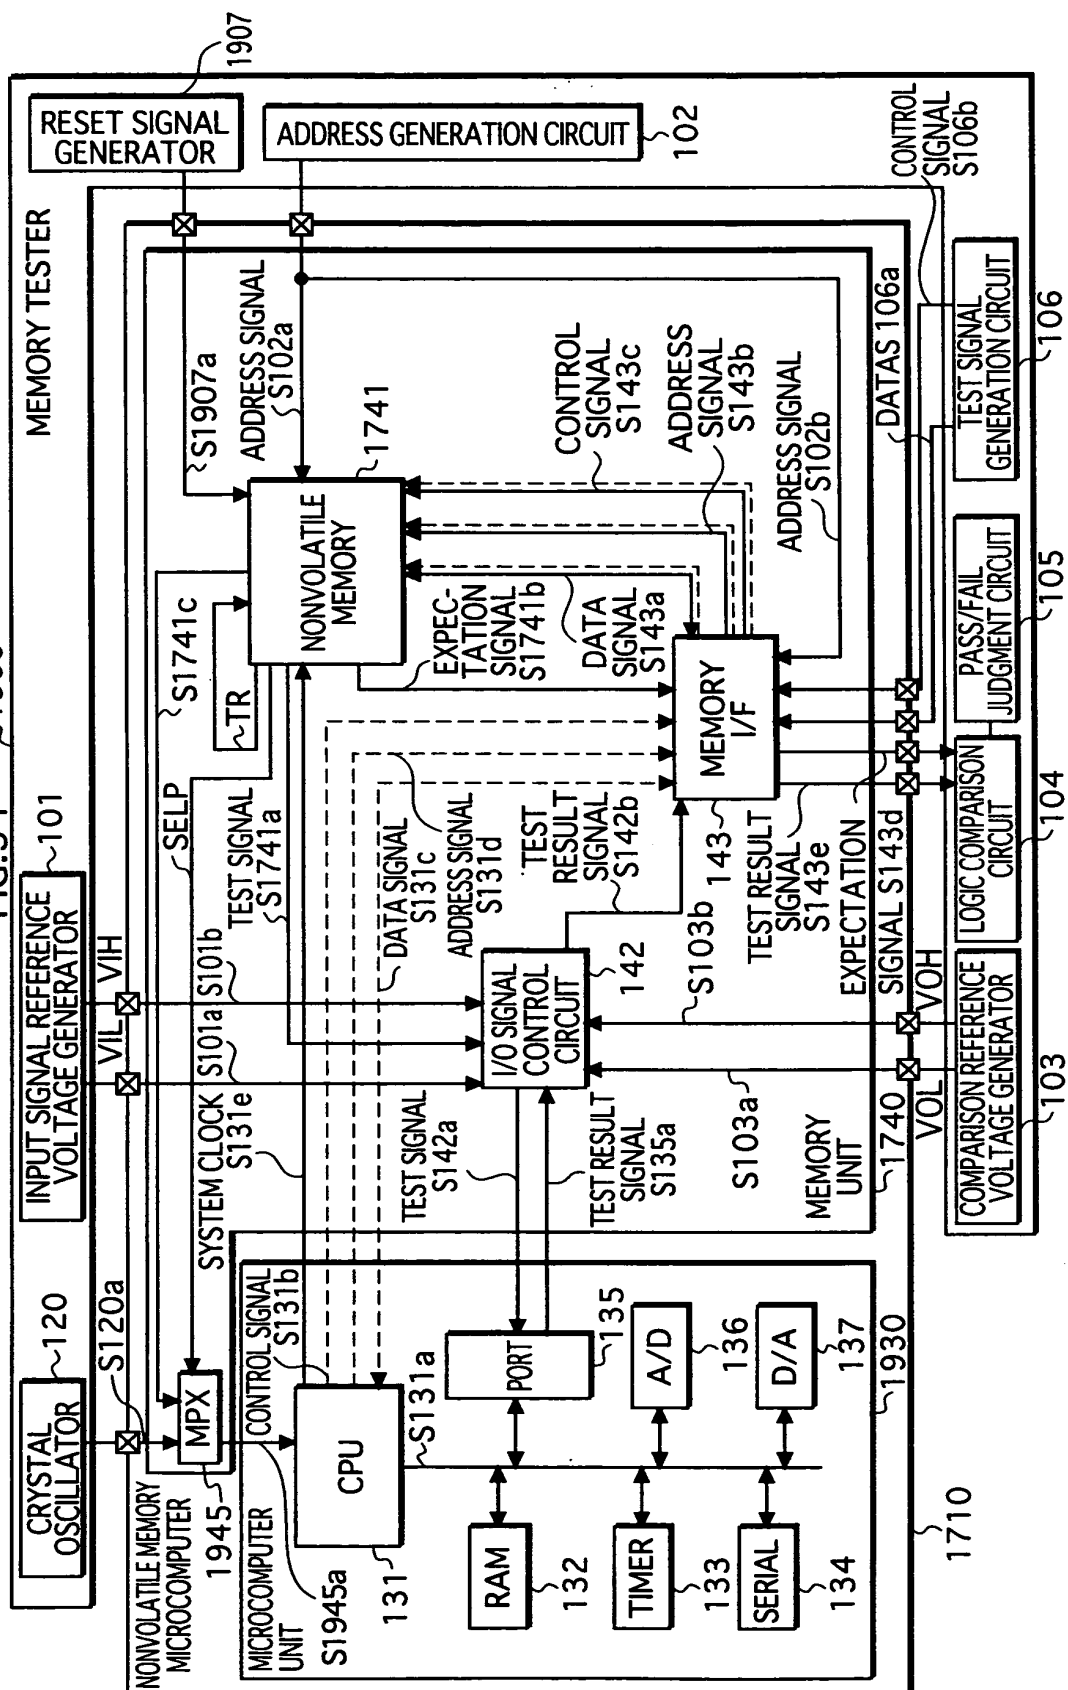 MEMORY TESTER
CRYSTAL
OSCILLATOR
120
S120a
INPUT SIGNAL REFERENCE
VOLTAGE GENERATOR
101
VIL
VIH
S101a
S101b
RESET SIGNAL
GENERATOR
1907
S1907a
ADDRESS GENERATION CIRCUIT
102
ADDRESS SIGNAL
S102a
NONVOLATILE MEMORY
MICROCOMPUTER
1945
MPX
SELP
S1741c
TR
NONVOLATILE
MEMORY
1741
SYSTEM CLOCK
S131e
TEST SIGNAL
S1741a
CONTROL SIGNAL
S131b
DATA SIGNAL
S131c
ADDRESS SIGNAL
S131d
EXPEC-
TATION
SIGNAL
S1741b
DATA
SIGNAL
S143a
CONTROL
SIGNAL
S143c
ADDRESS
SIGNAL
S143b
ADDRESS SIGNAL
S102b
MICROCOMPUTER
UNIT
S1945a
CPU
131
S131a
TEST SIGNAL
S142a
I/O SIGNAL
CONTROL
CIRCUIT
142
TEST
RESULT
SIGNAL
S142b
MEMORY
I/F
143
RAM
132
TIMER
133
SERIAL
134
PORT
135
A/D
136
D/A
137
1930
TEST RESULT
SIGNAL
S135a
S103a
S103b
TEST RESULT
SIGNAL
S143e
EXPECTATION
SIGNAL S143d
DATAS106a
CONTROL
SIGNAL
S106b
MEMORY
UNIT
1740
VOL
VOH
1710
COMPARISON REFERENCE
VOLTAGE GENERATOR
103
LOGIC COMPARISON
CIRCUIT
104
PASS/FAIL
JUDGMENT CIRCUIT
105
TEST SIGNAL
GENERATION CIRCUIT
106